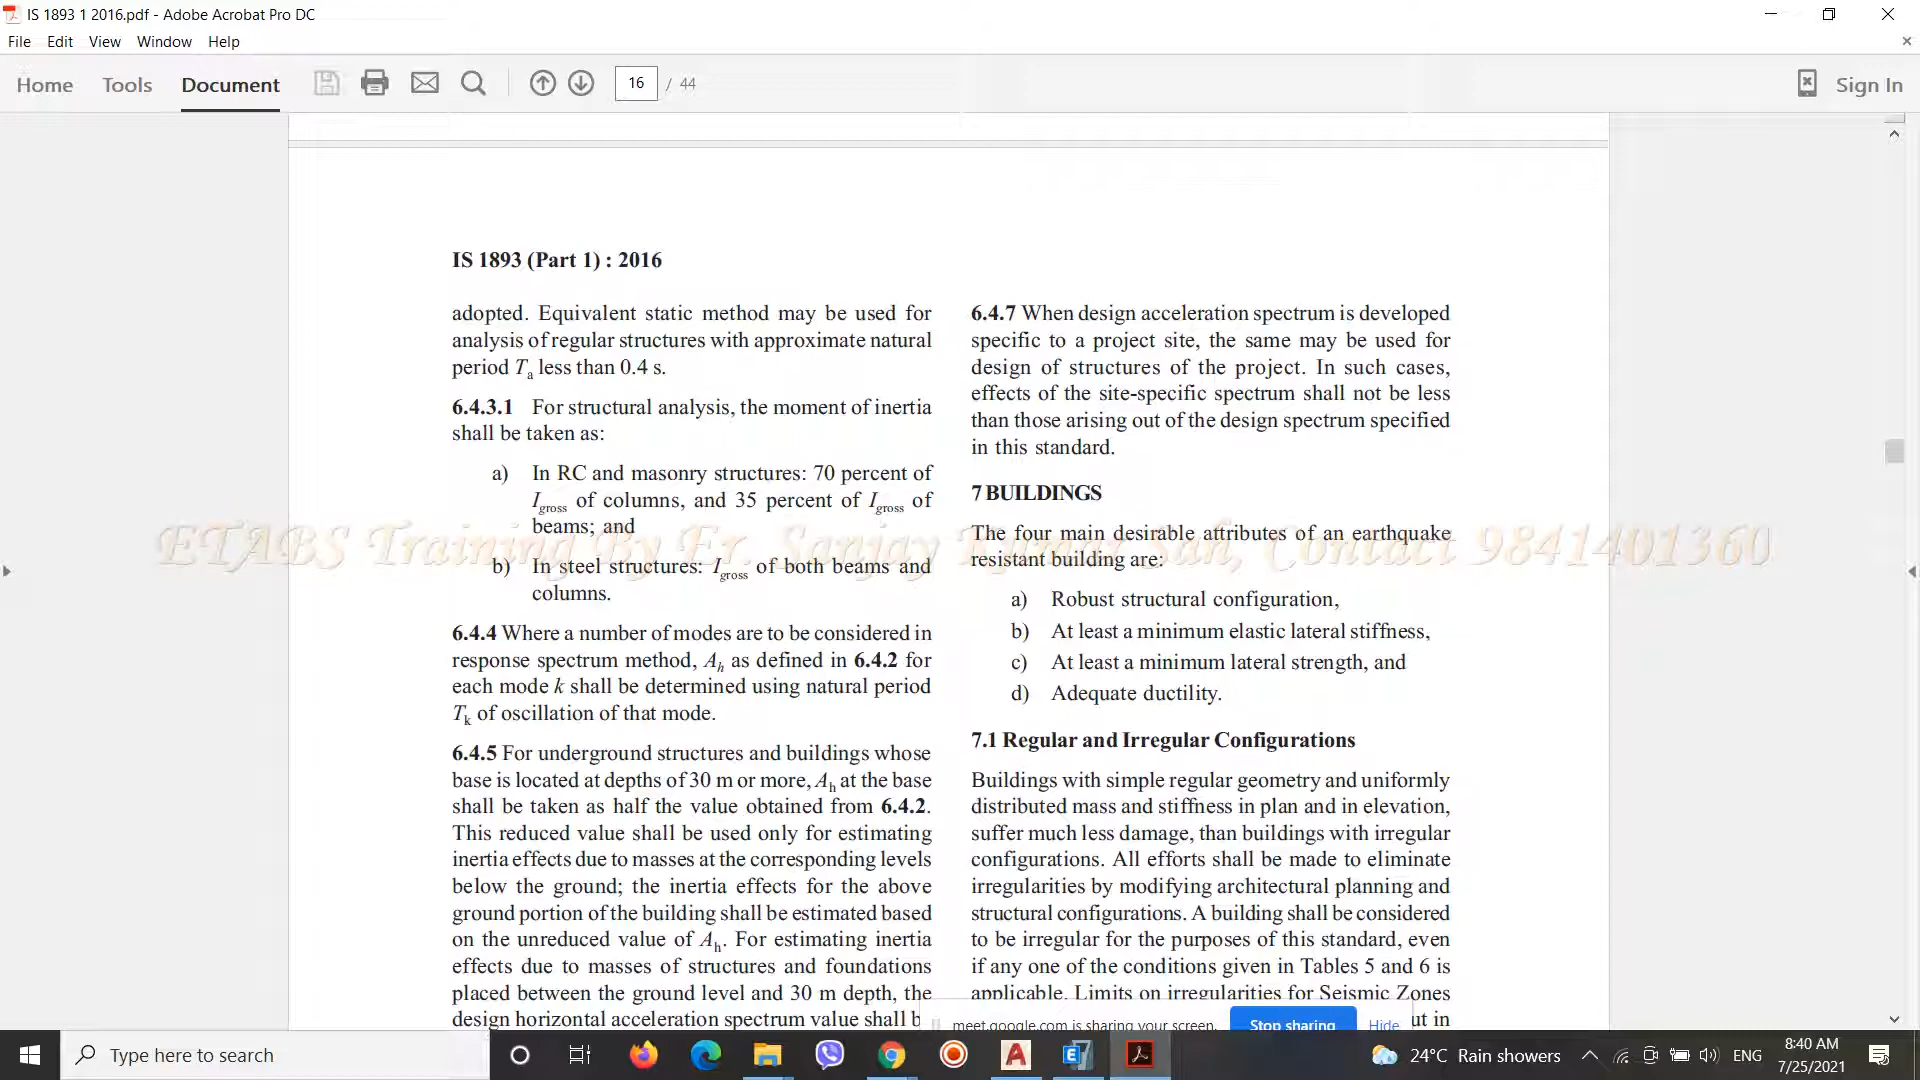 IS 1893 1 2016.pdf - Adobe Acrobat Pro DC
File Edit View Window Help
Home Tools Document 16 / 44 Sign In
IS 1893 (Part 1) : 2016
adopted. Equivalent static method may be used for
analysis of regular structures with approximate natural
period Ta less than 0.4 s.
6.4.3.1 For structural analysis, the moment of inertia
shall be taken as:
a) In RC and masonry structures: 70 percent of
Igross of columns, and 35 percent of Igross of
beams; and
b) In steel structures: Igross of both beams and
columns.
6.4.4 Where a number of modes are to be considered in
response spectrum method, Ah as defined in 6.4.2 for
each mode k shall be determined using natural period
Tk of oscillation of that mode.
6.4.5 For underground structures and buildings whose
base is located at depths of 30 m or more, Ah at the base
shall be taken as half the value obtained from 6.4.2.
This reduced value shall be used only for estimating
inertia effects due to masses at the corresponding levels
below the ground; the inertia effects for the above
ground portion of the building shall be estimated based
on the unreduced value of Ah. For estimating inertia
effects due to masses of structures and foundations
placed between the ground level and 30 m depth, the
design horizontal acceleration spectrum value shall b
6.4.7 When design acceleration spectrum is developed
specific to a project site, the same may be used for
design of structures of the project. In such cases,
effects of the site-specific spectrum shall not be less
than those arising out of the design spectrum specified
in this standard.
7 BUILDINGS
The four main desirable attributes of an earthquake
resistant building are:
a) Robust structural configuration,
b) At least a minimum elastic lateral stiffness,
c) At least a minimum lateral strength, and
d) Adequate ductility.
7.1 Regular and Irregular Configurations
Buildings with simple regular geometry and uniformly
distributed mass and stiffness in plan and in elevation,
suffer much less damage, than buildings with irregular
configurations. All efforts shall be made to eliminate
irregularities by modifying architectural planning and
structural configurations. A building shall be considered
to be irregular for the purposes of this standard, even
if any one of the conditions given in Tables 5 and 6 is
applicable. Limits on irregularities for Seismic Zones
ut in
ETABS Training By Er. Sanjay Kumar Sah, Contact 9841401360
meet.google.com is sharing your screen. Stop sharing Hide
Type here to search
24°C Rain showers ENG
8:40 AM
7/25/2021